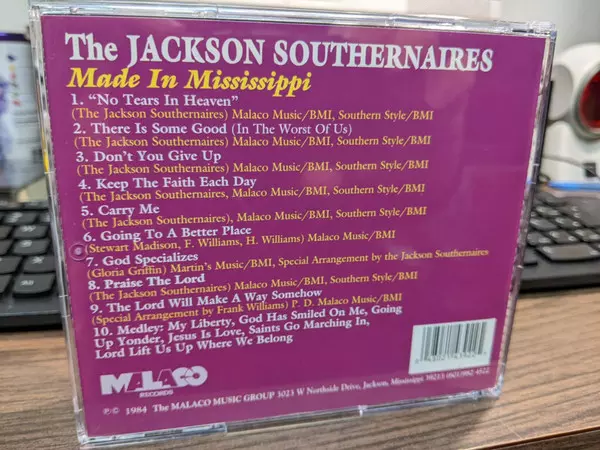 The JACKSON SOUTHERNAIRES
Made In Mississippi
1. “No Tears In Heaven”
(The Jackson Southernaires) Malaco Music/BMI, Southern Style/BMI
2. There Is Some Good (In The Worst Of Us)
(The Jackson Southernaires) Malaco Music/BMI, Southern Style/BMI
3. Don't You Give Up
(The Jackson Southernaires) Malaco Music/BMI, Southern Style/BMI
4. Keep The Faith Each Day
(The Jackson Southernaires, Malaco Music/BMI, Southern Style/BMI
5. Carry Me
(The Jackson Southernaires), Malaco Music/BMI, Southern Style/BMI
6. Going To A Better Place
(Stewart Madison, F. Williams, H. Williams) Malaco Music/BMI
7. God Specializes
(Gloria Griffin) Martin's Music/BMI, Special Arrangement by the Jackson Southernaires
8. Praise The Lord
(The Jackson Southernaires) Malaco Music/BMI, Southern Style/BMI
9. The Lord Will Make A Way Somehow
(Special Arrangement by Frank Williams) P. D. Malaco Music/BMI
10. Medley: My Liberty, God Has Smiled On Me, Going
Up Yonder, Jesus Is Love, Saints Go Marching In,
Lord Lift Us Up Where We Belong
MALACO
RECORDS
℗© 1984 The MALACO MUSIC GROUP 3023 W Northside Drive, Jackson, Mississippi 39213 (601)982 4522